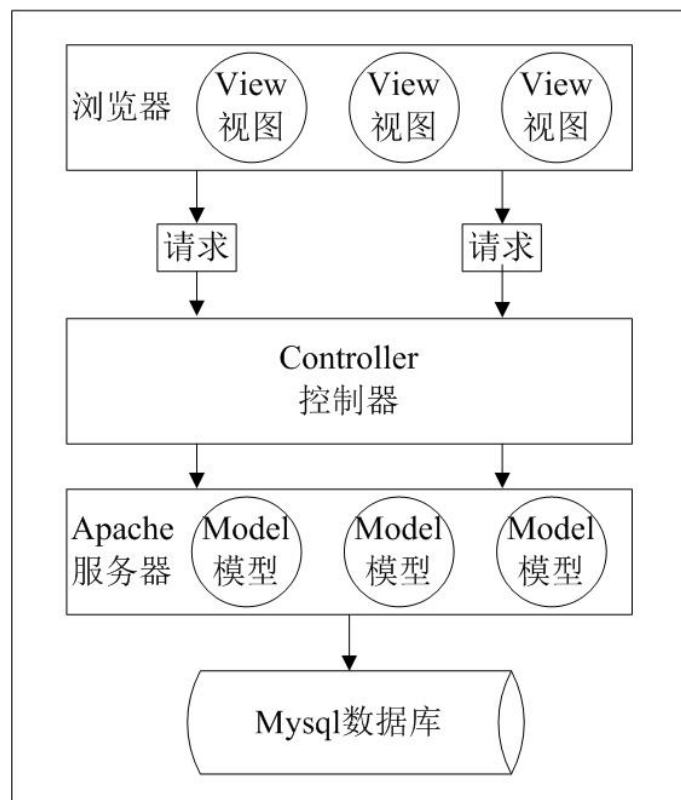 浏览器
View
视图
View
视图
View
视图
请求
请求
Controller
控制器
Apache
服务器
Model
模型
Model
模型
Model
模型
Mysql数据库